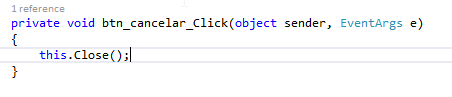 1 reference
private void btn_cancelar_Click(object sender, EventArgs e)
{
    this.Close();
}